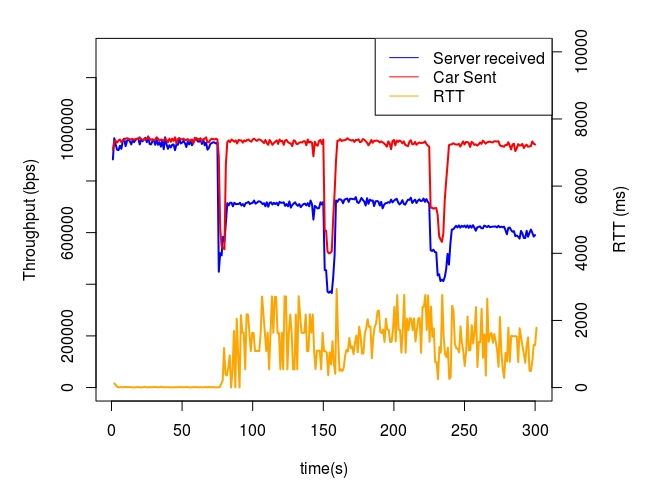 Server received
Car Sent
RTT
Throughput (bps)
0
200000
600000
1000000
RTT (ms)
0
2000
4000
6000
8000
10000
0
50
100
150
200
250
300
time(s)